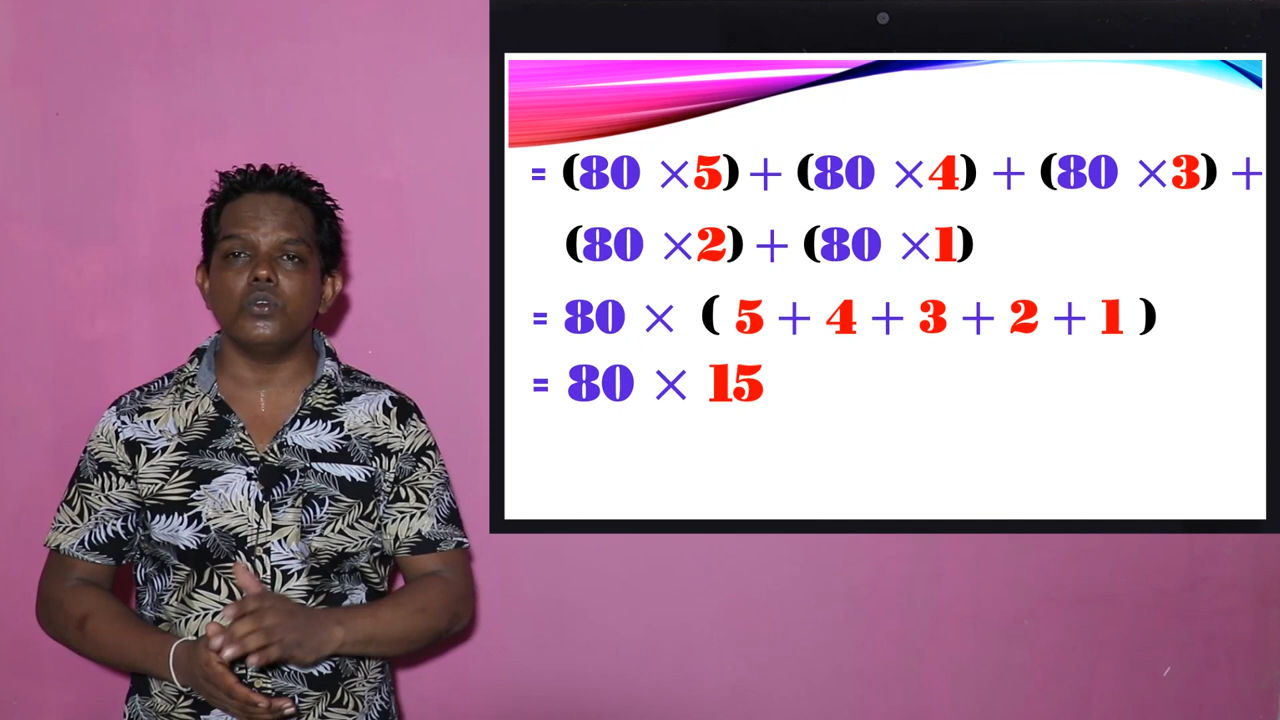 = (80 ×5) + (80 ×4) + (80 ×3) +
(80 ×2) + (80 ×1)
= 80 × ( 5 + 4 + 3 + 2 + 1 )
= 80 × 15